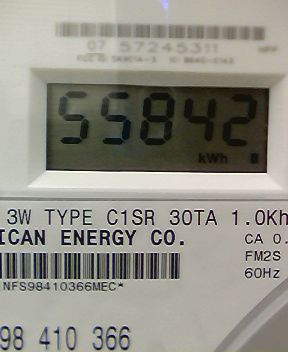 07 57245311
55842
kWh
3W TYPE C1SR 30TA 1.0Kh
ICAN ENERGY CO.
CA 0.
FM2S
60Hz
NFS98410366MEC*
98 410 366